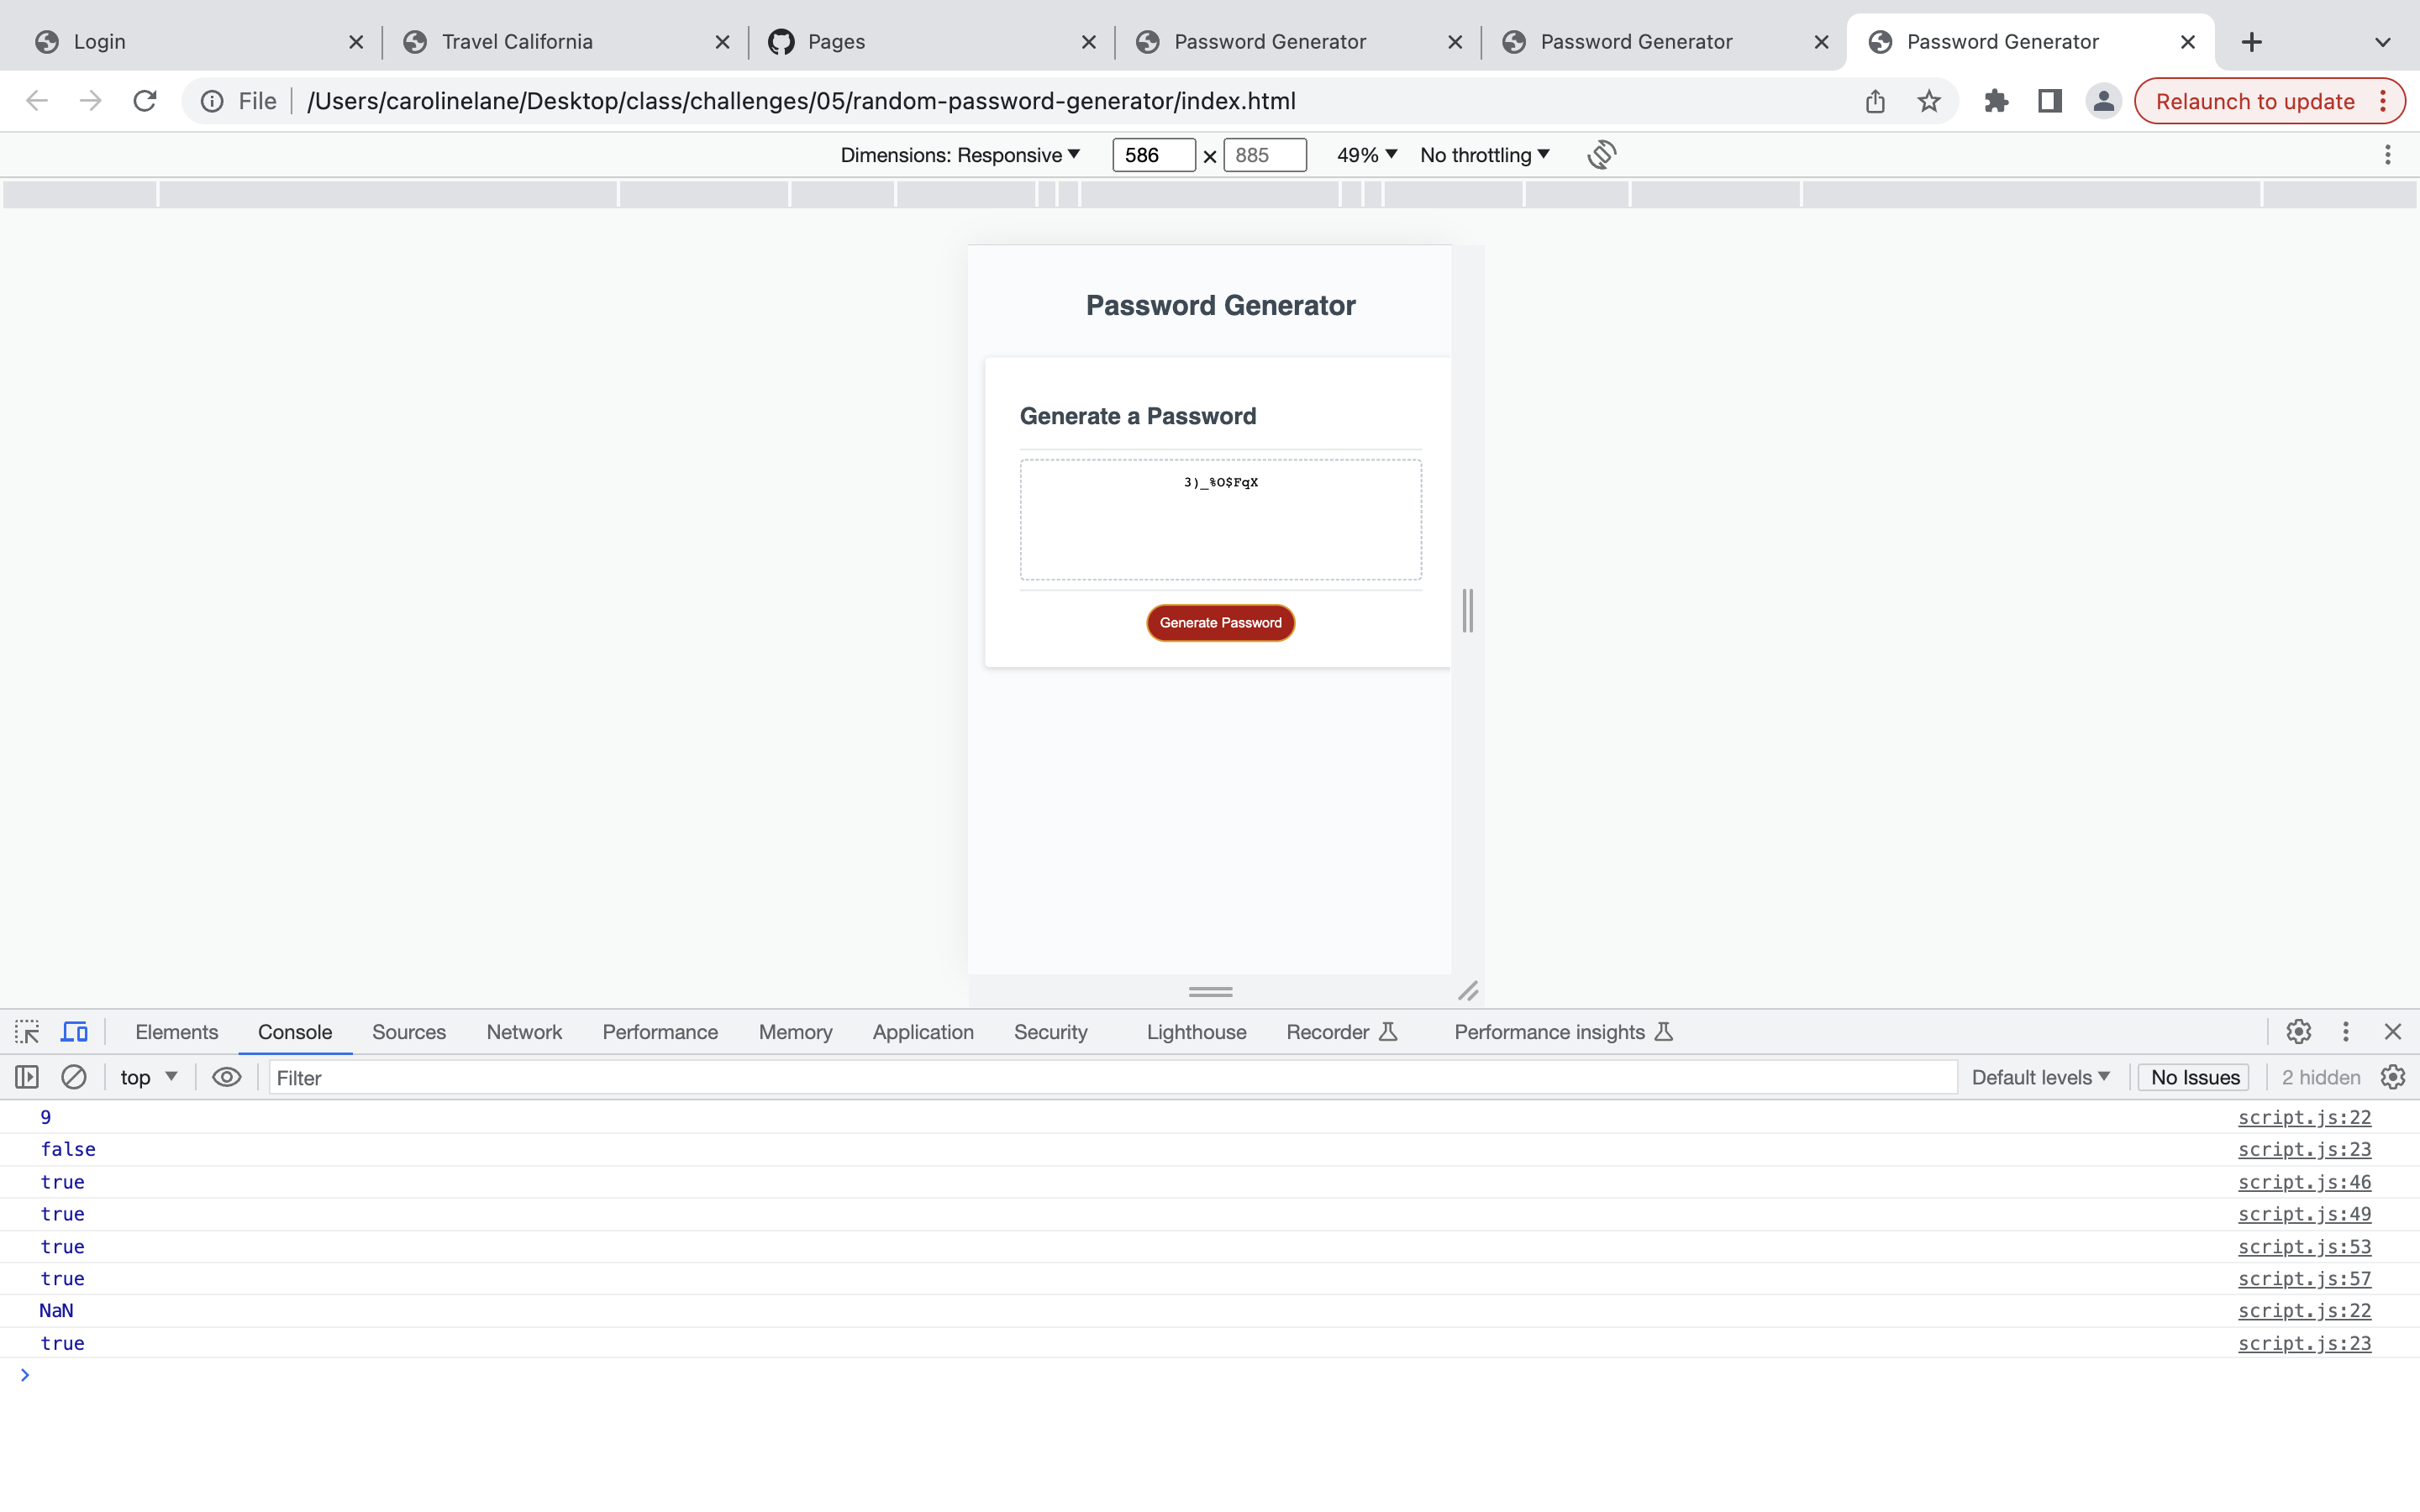 Login
Travel California
Pages
Password Generator
Password Generator
Password Generator
File
/Users/carolinelane/Desktop/class/challenges/05/random-password-generator/index.html
Relaunch to update
Dimensions: Responsive
586 × 885
49%
No throttling
Password Generator
Generate a Password
3)_%O$FqX
Generate Password
Elements
Console
Sources
Network
Performance
Memory
Application
Security
Lighthouse
Recorder
Performance insights
top
Filter
Default levels
No Issues
2 hidden
9 script.js:22
false script.js:23
true script.js:46
true script.js:49
true script.js:53
true script.js:57
NaN script.js:22
true script.js:23